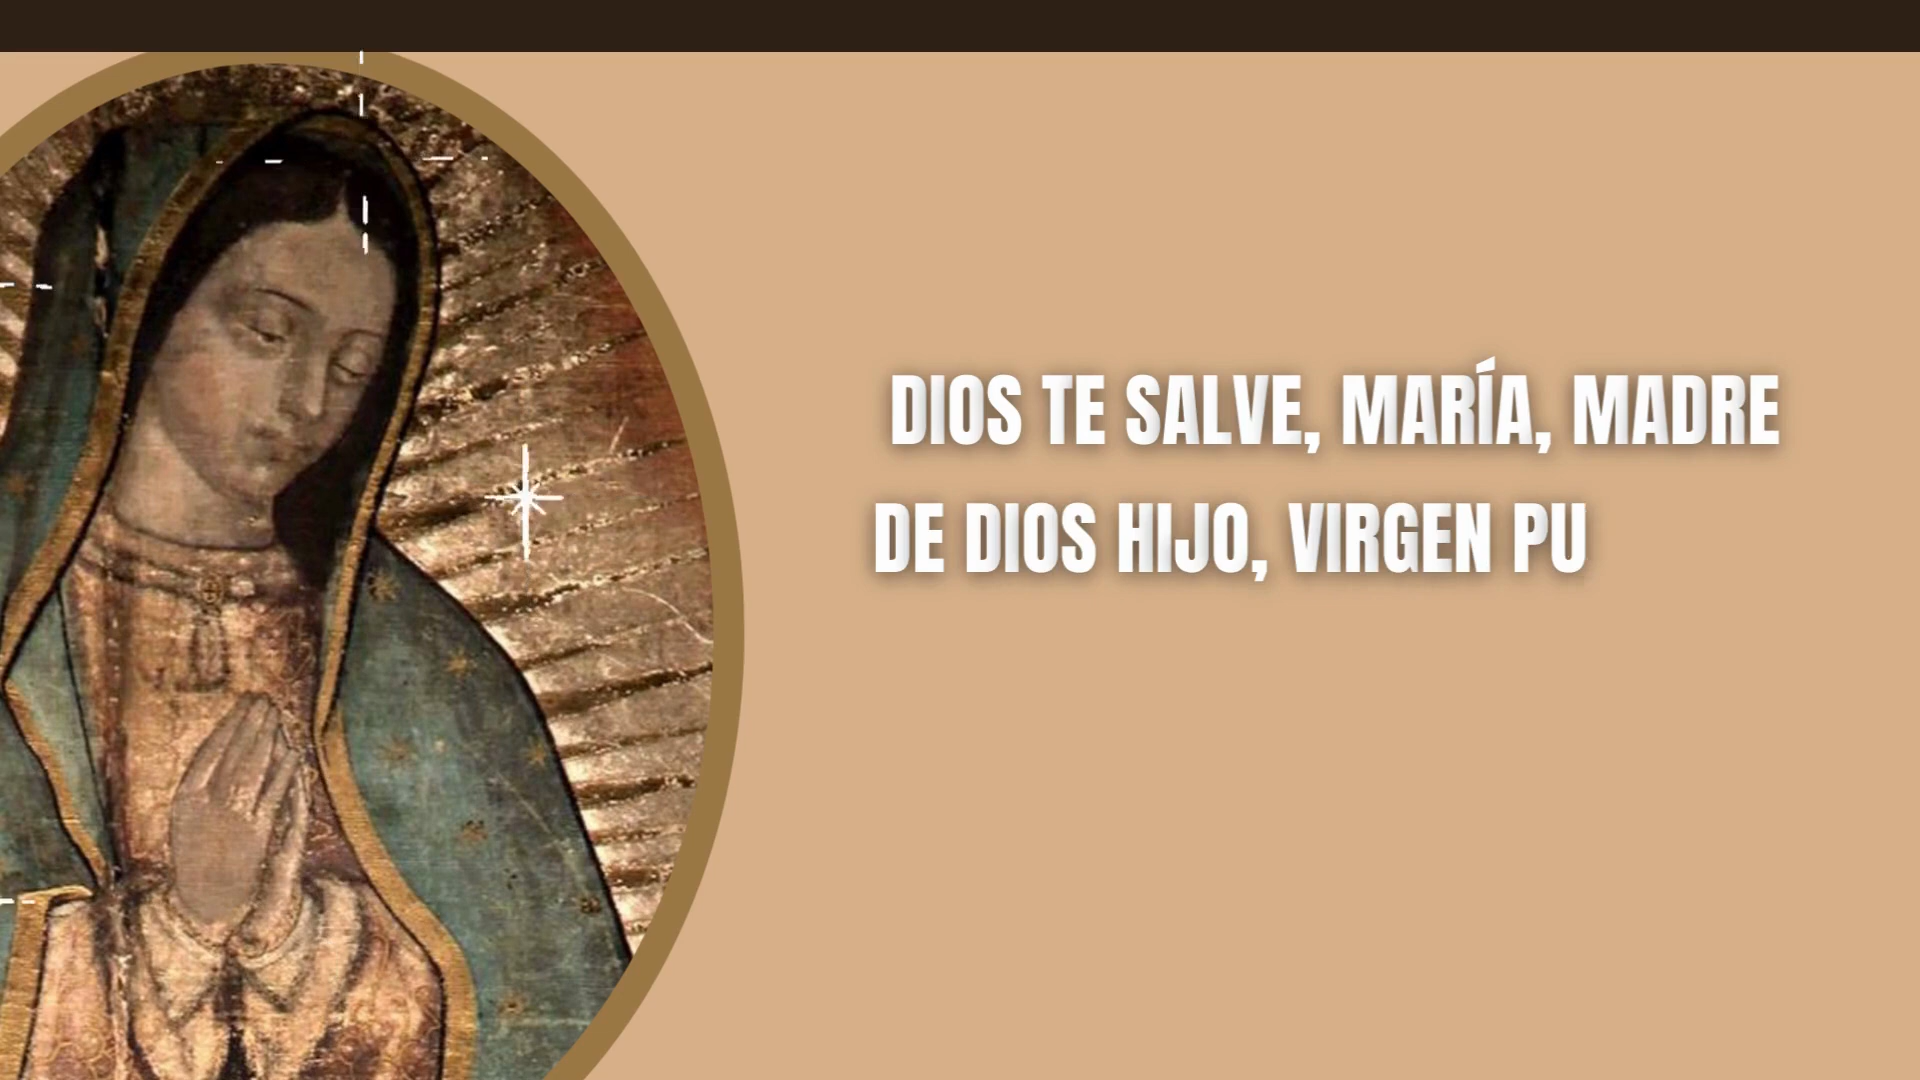 DIOS TE SALVE, MARÍA, MADRE
DE DIOS HIJO, VIRGEN PU